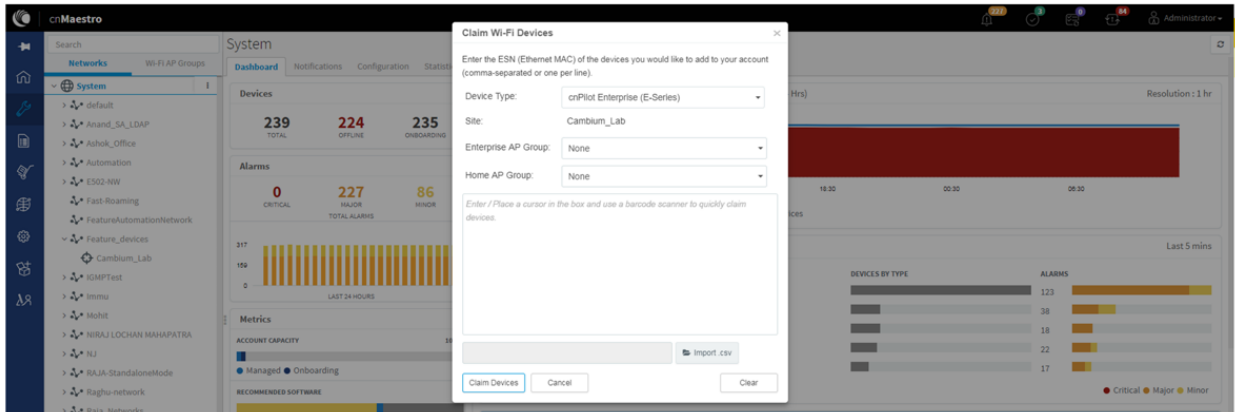 cnMaestro
237
3
0
84
Administrator
Search
Networks
Wi-Fi AP Groups
System
default
Anand_SA_LDAP
Ashok_Office
Automation
E502-NW
Fast-Roaming
FeatureAutomationNetwork
Feature_devices
Cambium_Lab
IGMPTest
Immu
Mohit
NIRAJ LOCHAN MAHAPATRA
NJ
RAJA-StandaloneMode
Raghu-network
Raja_Networks
System
Dashboard
Notifications
Configuration
Statisti
Devices
239
TOTAL
224
OFFLINE
235
ONBOARDING
Alarms
0
CRITICAL
227
MAJOR
86
MINOR
TOTAL ALARMS
317
159
0
LAST 24 HOURS
Metrics
ACCOUNT CAPACITY
10
Managed
Onboarding
RECOMMENDED SOFTWARE
Claim Wi-Fi Devices
Enter the ESN (Ethernet MAC) of the devices you would like to add to your account
(comma-separated or one per line).
Device Type:
cnPilot Enterprise (E-Series)
Site:
Cambium_Lab
Enterprise AP Group:
None
Home AP Group:
None
Enter / Place a cursor in the box and use a barcode scanner to quickly claim
devices.
Import .csv
Claim Devices
Cancel
Clear
Hrs)
Resolution : 1 hr
18:30
00:30
06:30
ices
Last 5 mins
DEVICES BY TYPE
ALARMS
123
38
18
22
17
Critical
Major
Minor